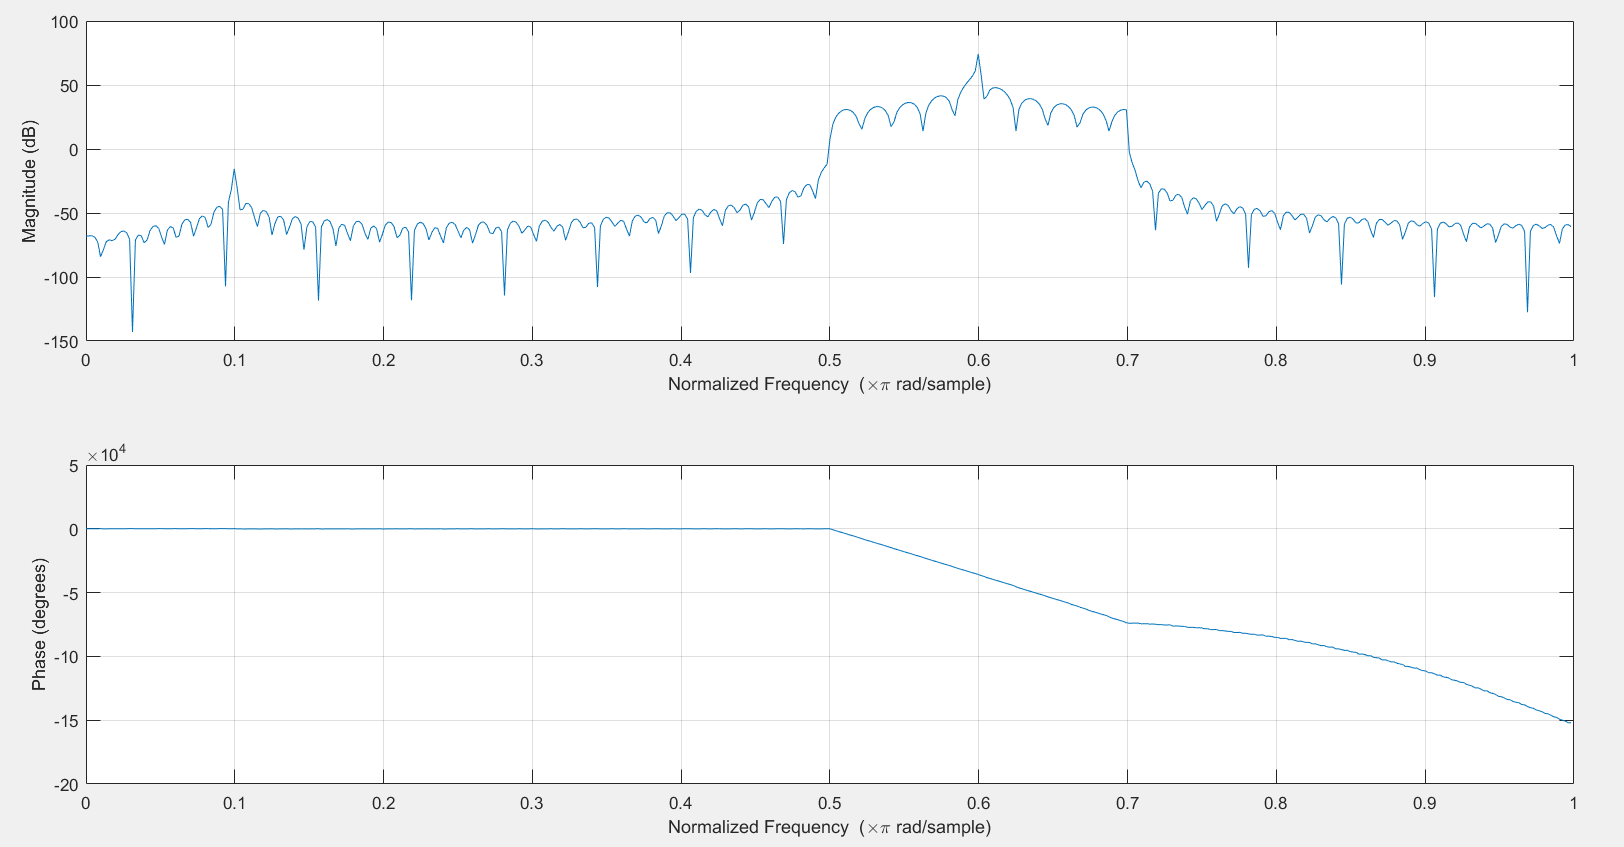 100
50
0
-50
-100
-150
Magnitude (dB)
0 0.1 0.2 0.3 0.4 0.5 0.6 0.7 0.8 0.9 1
Normalized Frequency (×π rad/sample)
×10⁴
5
0
-5
-10
-15
-20
Phase (degrees)
0 0.1 0.2 0.3 0.4 0.5 0.6 0.7 0.8 0.9 1
Normalized Frequency (×π rad/sample)